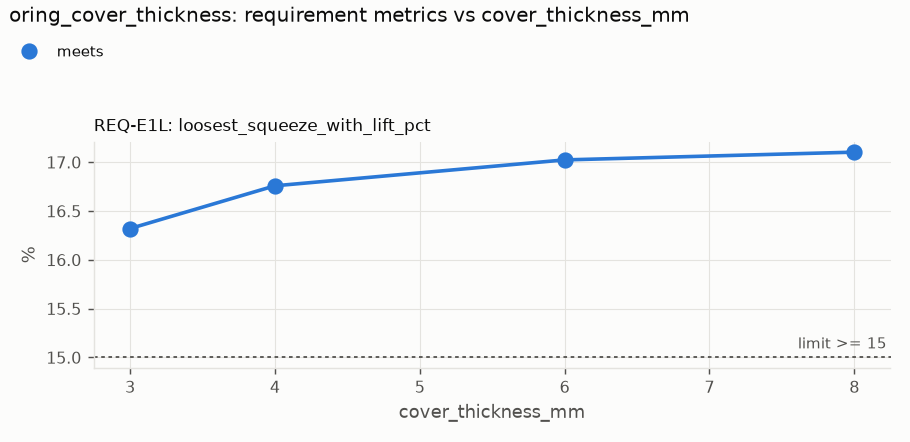 oring_cover_thickness: requirement metrics vs cover_thickness_mm
meets
REQ-E1L: loosest_squeeze_with_lift_pct
17.0
16.5
16.0
15.5
15.0
%
limit >= 15
3 4 5 6 7 8
cover_thickness_mm